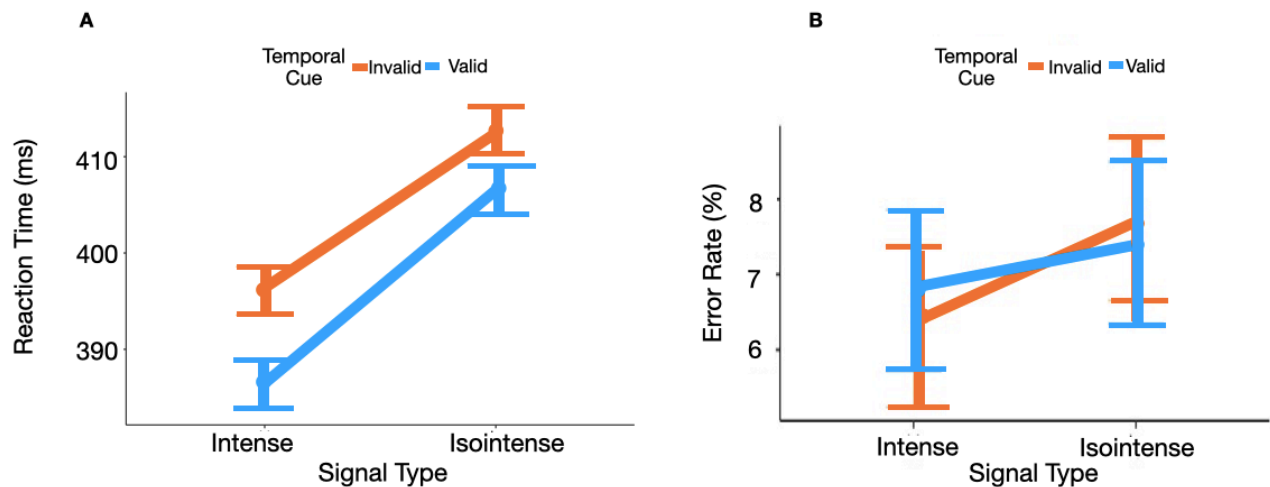 A
Temporal
Cue
Invalid Valid
Reaction Time (ms)
410
400
390
Intense Isointense
Signal Type
B
Temporal
Cue
Invalid Valid
Error Rate (%)
8
7
6
Intense Isointense
Signal Type